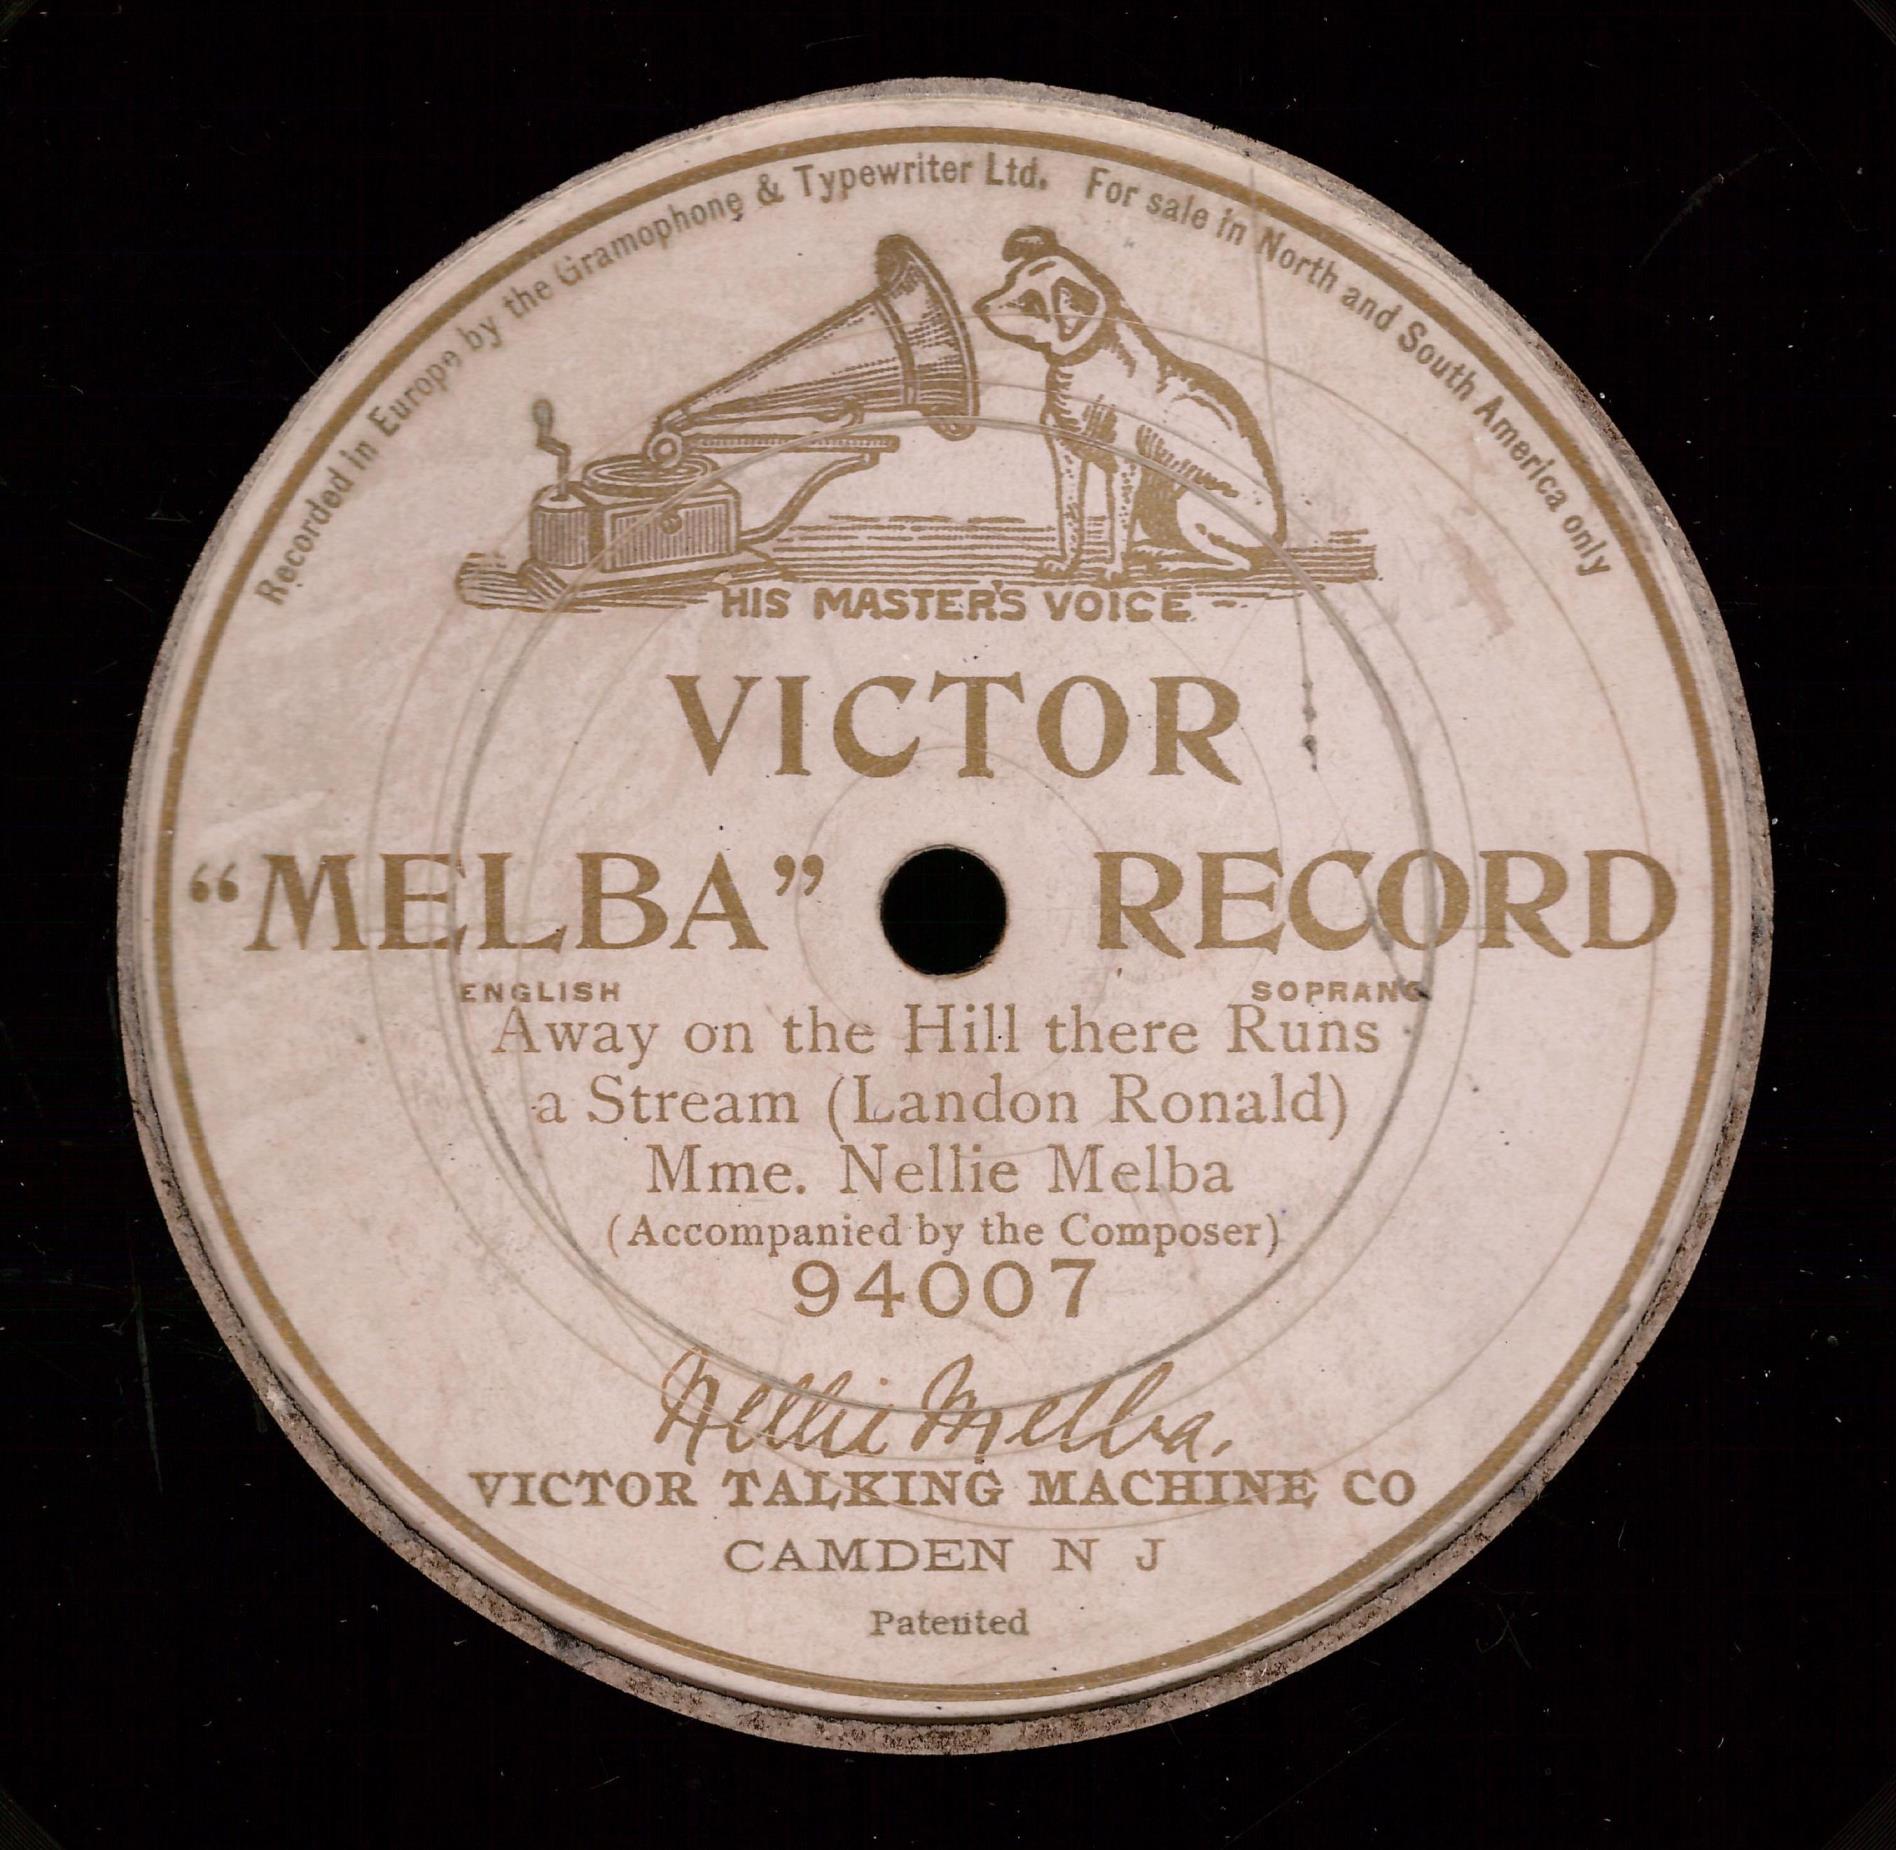 Recorded in Europe by the Gramophone & Typewriter Ltd. For sale in North and South America only
HIS MASTER'S VOICE
VICTOR
“MELBA” RECORD
ENGLISH SOPRANO
Away on the Hill there Runs
a Stream (Landon Ronald)
Mme. Nellie Melba
(Accompanied by the Composer)
94007
Nellie Melba.
VICTOR TALKING MACHINE CO
CAMDEN N J
Patented